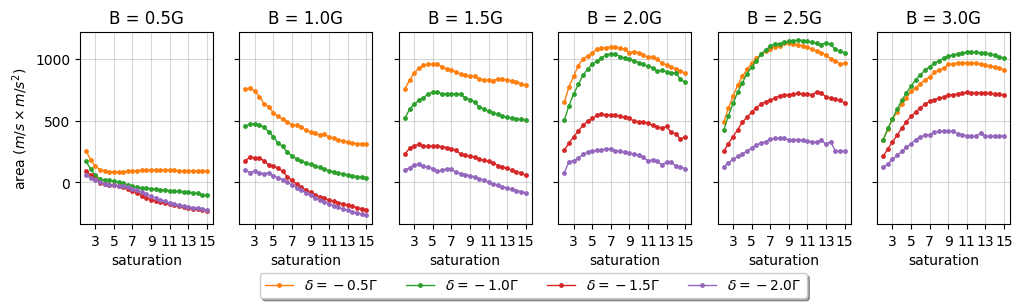 B = 0.5G B = 1.0G B = 1.5G B = 2.0G B = 2.5G B = 3.0G
1000
500
0
area (m/s × m/s²)
3 5 7 9 11 13 15 3 5 7 9 11 13 15 3 5 7 9 11 13 15 3 5 7 9 11 13 15 3 5 7 9 11 13 15 3 5 7 9 11 13 15
saturation saturation saturation saturation saturation saturation
δ = −0.5Γ δ = −1.0Γ δ = −1.5Γ δ = −2.0Γ